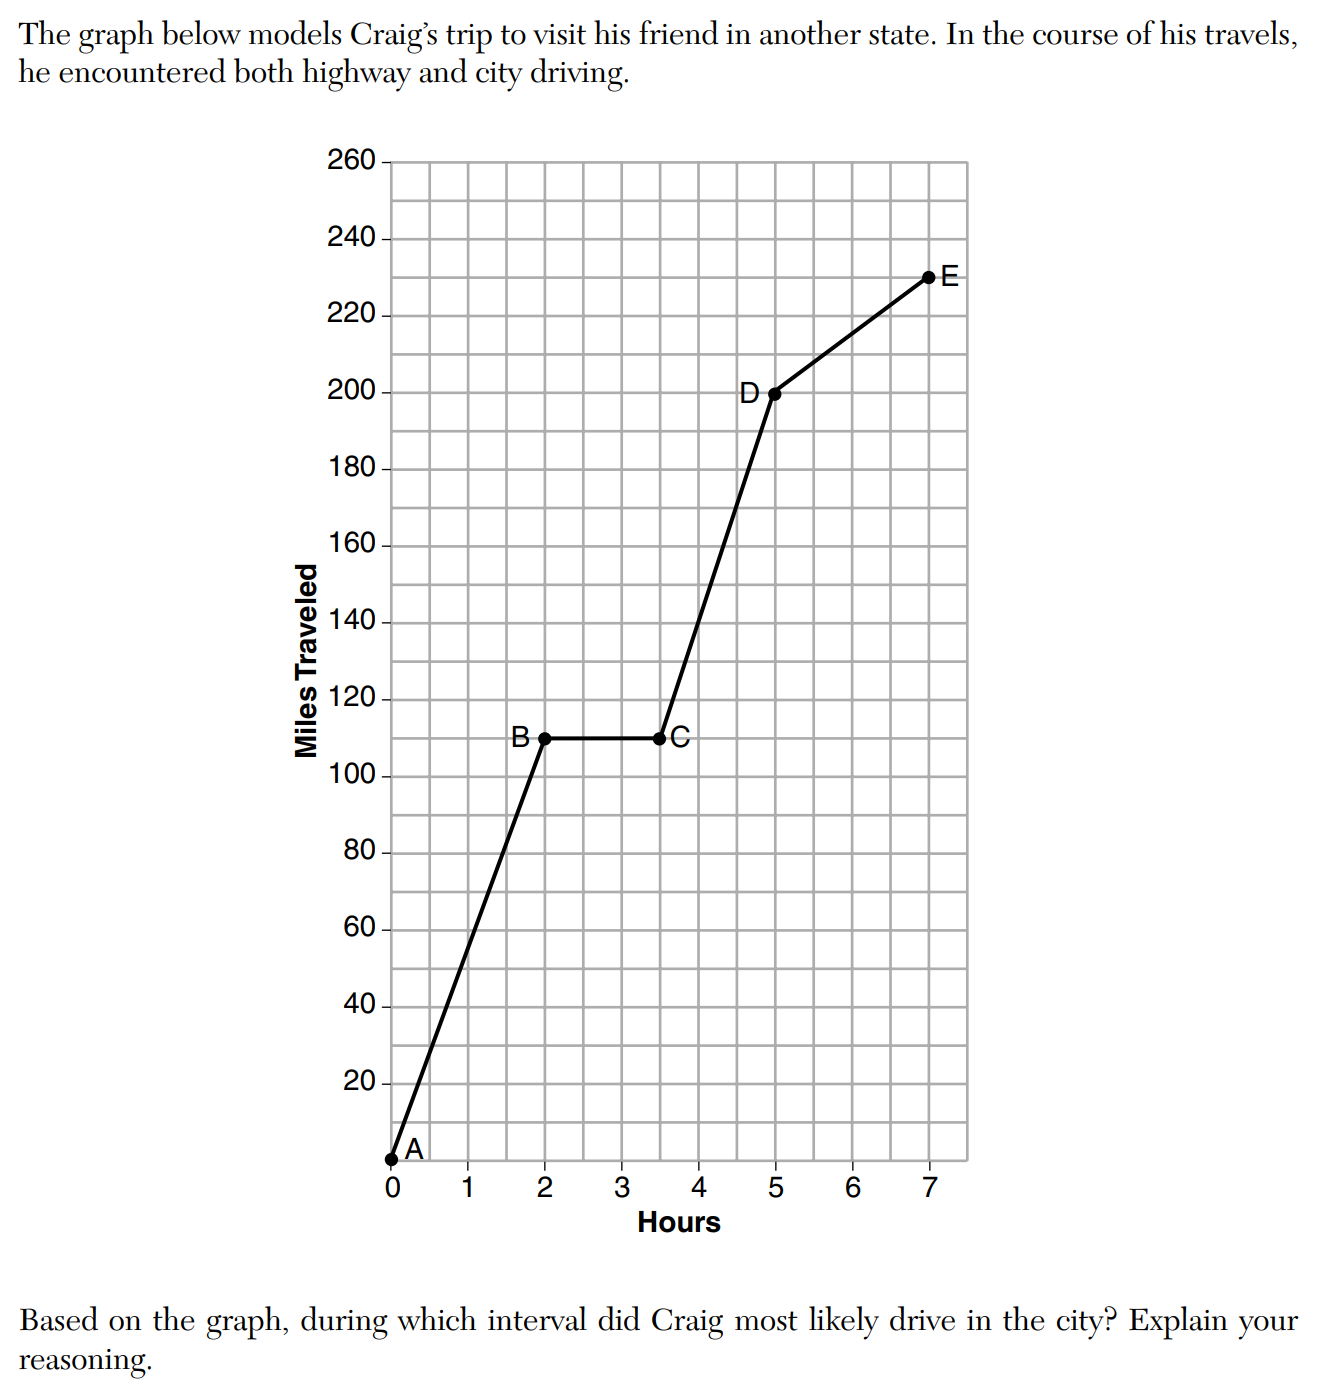 The graph below models Craig’s trip to visit his friend in another state. In the course of his travels,
he encountered both highway and city driving.
260
240
E
220
200
D
180
160
140
120
B
C
100
80
60
40
20
A
0 1 2 3 4 5 6 7
Miles Traveled
Hours
Based on the graph, during which interval did Craig most likely drive in the city? Explain your
reasoning.